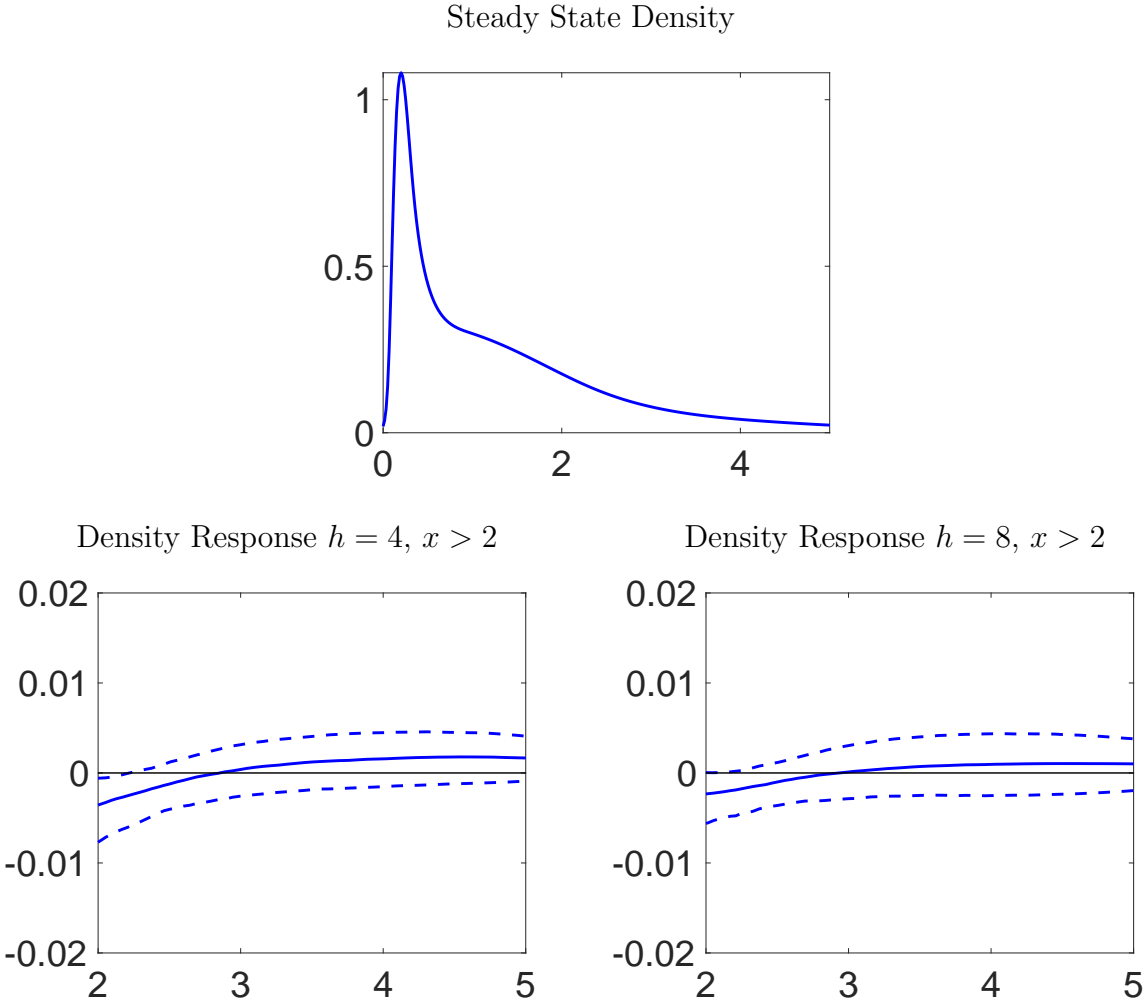 Steady State Density
1
0.5
0
0 2 4
Density Response h = 4, x > 2
0.02
0.01
0
-0.01
-0.02
2 3 4 5
Density Response h = 8, x > 2
0.02
0.01
0
-0.01
-0.02
2 3 4 5